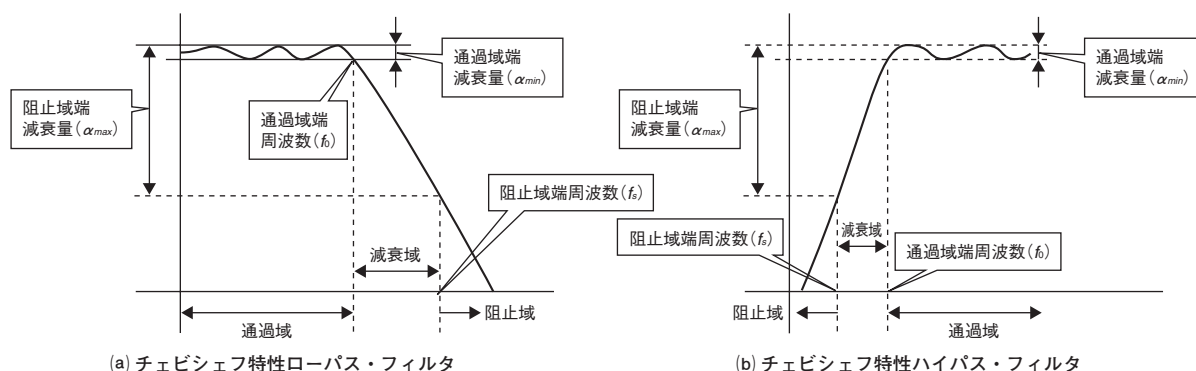 通過域端
減衰量(αmin)
阻止域端
減衰量(αmax)
通過域端
周波数(f0)
阻止域端周波数(fs)
減衰域
通過域
阻止域
(a) チェビシェフ特性ローパス・フィルタ
通過域端
減衰量(αmin)
阻止域端
減衰量(αmax)
減衰域
阻止域端周波数(fs)
通過域端周波数(f0)
阻止域
通過域
(b) チェビシェフ特性ハイパス・フィルタ